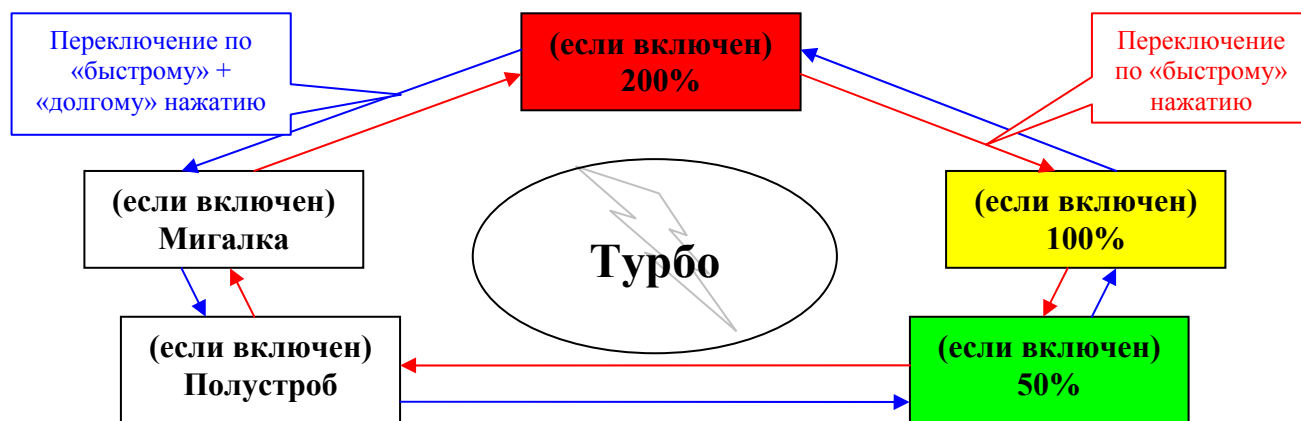 Переключение по
«быстрому» +
«долгому» нажатию
(если включен)
200%
Переключение
по «быстрому»
нажатию
(если включен)
Мигалка
Турбо
(если включен)
100%
(если включен)
Полустроб
(если включен)
50%